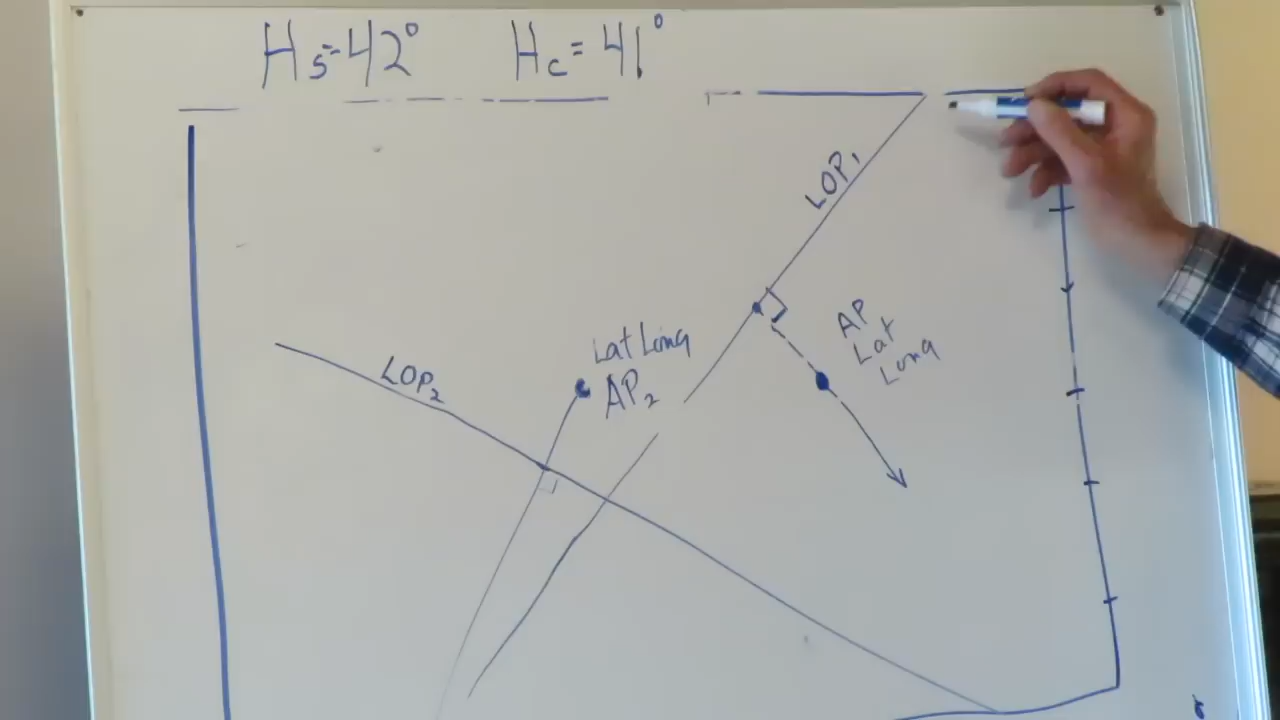 Hs=42° Hc=41°
LOP1
AP
Lat
Long
Lat Long
AP2
LOP2